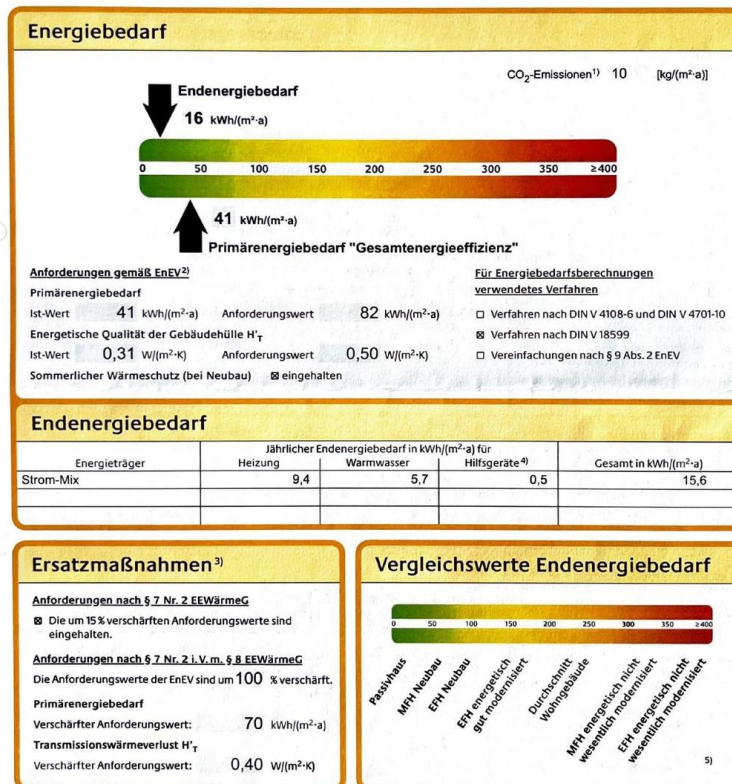 Energiebedarf
CO₂-Emissionen¹⁾ 10 [kg/(m²·a)]
Endenergiebedarf
16 kWh/(m²·a)
0 50 100 150 200 250 300 350 ≥400
41 kWh/(m²·a)
Primärenergiebedarf "Gesamtenergieeffizienz"
Anforderungen gemäß EnEV²⁾
Primärenergiebedarf
Ist-Wert 41 kWh/(m²·a) Anforderungswert 82 kWh/(m²·a)
Energetische Qualität der Gebäudehülle H'T
Ist-Wert 0,31 W/(m²·K) Anforderungswert 0,50 W/(m²·K)
Sommerlicher Wärmeschutz (bei Neubau) ☒ eingehalten
Für Energiebedarfsberechnungen
verwendetes Verfahren
☐ Verfahren nach DIN V 4108-6 und DIN V 4701-10
☒ Verfahren nach DIN V 18599
☐ Vereinfachungen nach § 9 Abs. 2 EnEV
Endenergiebedarf
Jährlicher Endenergiebedarf in kWh/(m²·a) für
Energieträger Heizung Warmwasser Hilfsgeräte⁴⁾ Gesamt in kWh/(m²·a)
Strom-Mix 9,4 5,7 0,5 15,6
Ersatzmaßnahmen³⁾
Anforderungen nach § 7 Nr. 2 EEWärmeG
☒ Die um 15 % verschärften Anforderungswerte sind
eingehalten.
Anforderungen nach § 7 Nr. 2 i. V. m. § 8 EEWärmeG
Die Anforderungswerte der EnEV sind um 100 % verschärft.
Primärenergiebedarf
Verschärfter Anforderungswert: 70 kWh/(m²·a)
Transmissionswärmeverlust H'T
Verschärfter Anforderungswert: 0,40 W/(m²·K)
Vergleichswerte Endenergiebedarf
0 50 100 150 200 250 300 350 ≥400
Passivhaus
MFH Neubau
EFH Neubau
EFH energetisch
gut modernisiert
Durchschnitt
Wohngebäude
MFH energetisch nicht
wesentlich modernisiert
EFH energetisch nicht
wesentlich modernisiert
5)